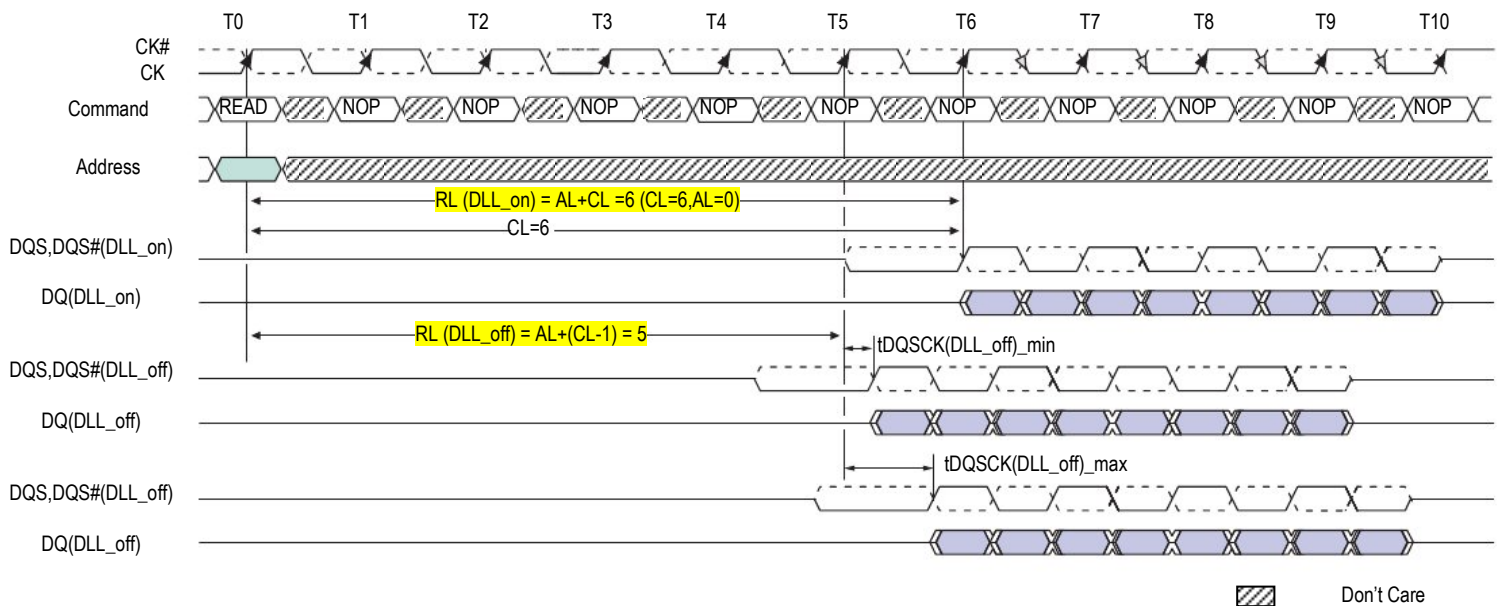 T0 T1 T2 T3 T4 T5 T6 T7 T8 T9 T10
CK#
CK
Command READ NOP NOP NOP NOP NOP NOP NOP NOP NOP NOP
Address
RL (DLL_on) = AL+CL =6 (CL=6,AL=0)
CL=6
DQS,DQS#(DLL_on)
DQ(DLL_on)
RL (DLL_off) = AL+(CL-1) = 5
tDQSCK(DLL_off)_min
DQS,DQS#(DLL_off)
DQ(DLL_off)
tDQSCK(DLL_off)_max
DQS,DQS#(DLL_off)
DQ(DLL_off)
Don't Care